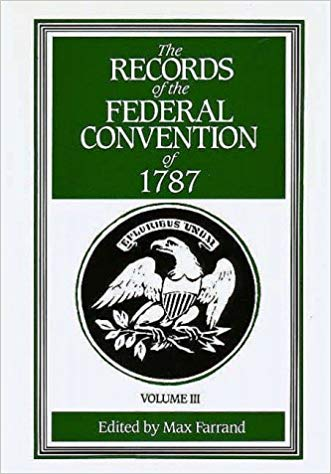 The
RECORDS
of the
FEDERAL
CONVENTION
of
1787
E PLURIBUS UNUM
VOLUME III
Edited by Max Farrand